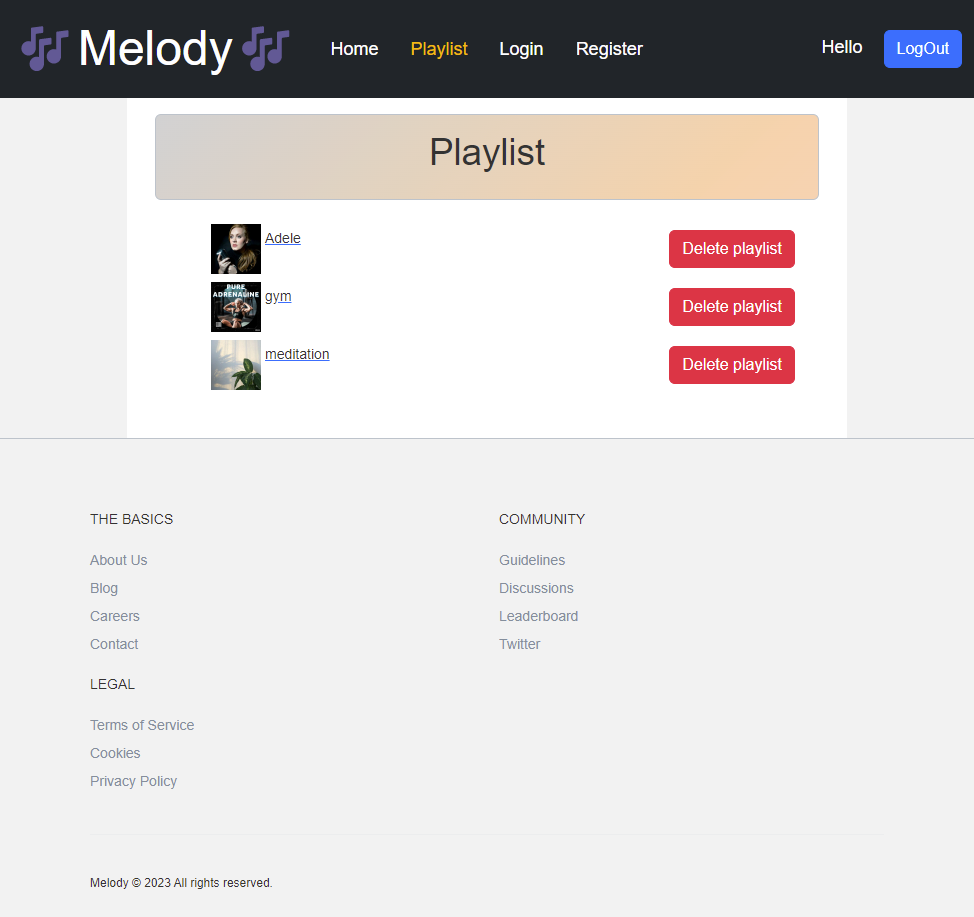 Melody
Home Playlist Login Register Hello LogOut
Playlist
Adele Delete playlist
PURE
ADRENALINE
gym Delete playlist
meditation Delete playlist
THE BASICS
About Us
Blog
Careers
Contact
COMMUNITY
Guidelines
Discussions
Leaderboard
Twitter
LEGAL
Terms of Service
Cookies
Privacy Policy
Melody © 2023 All rights reserved.